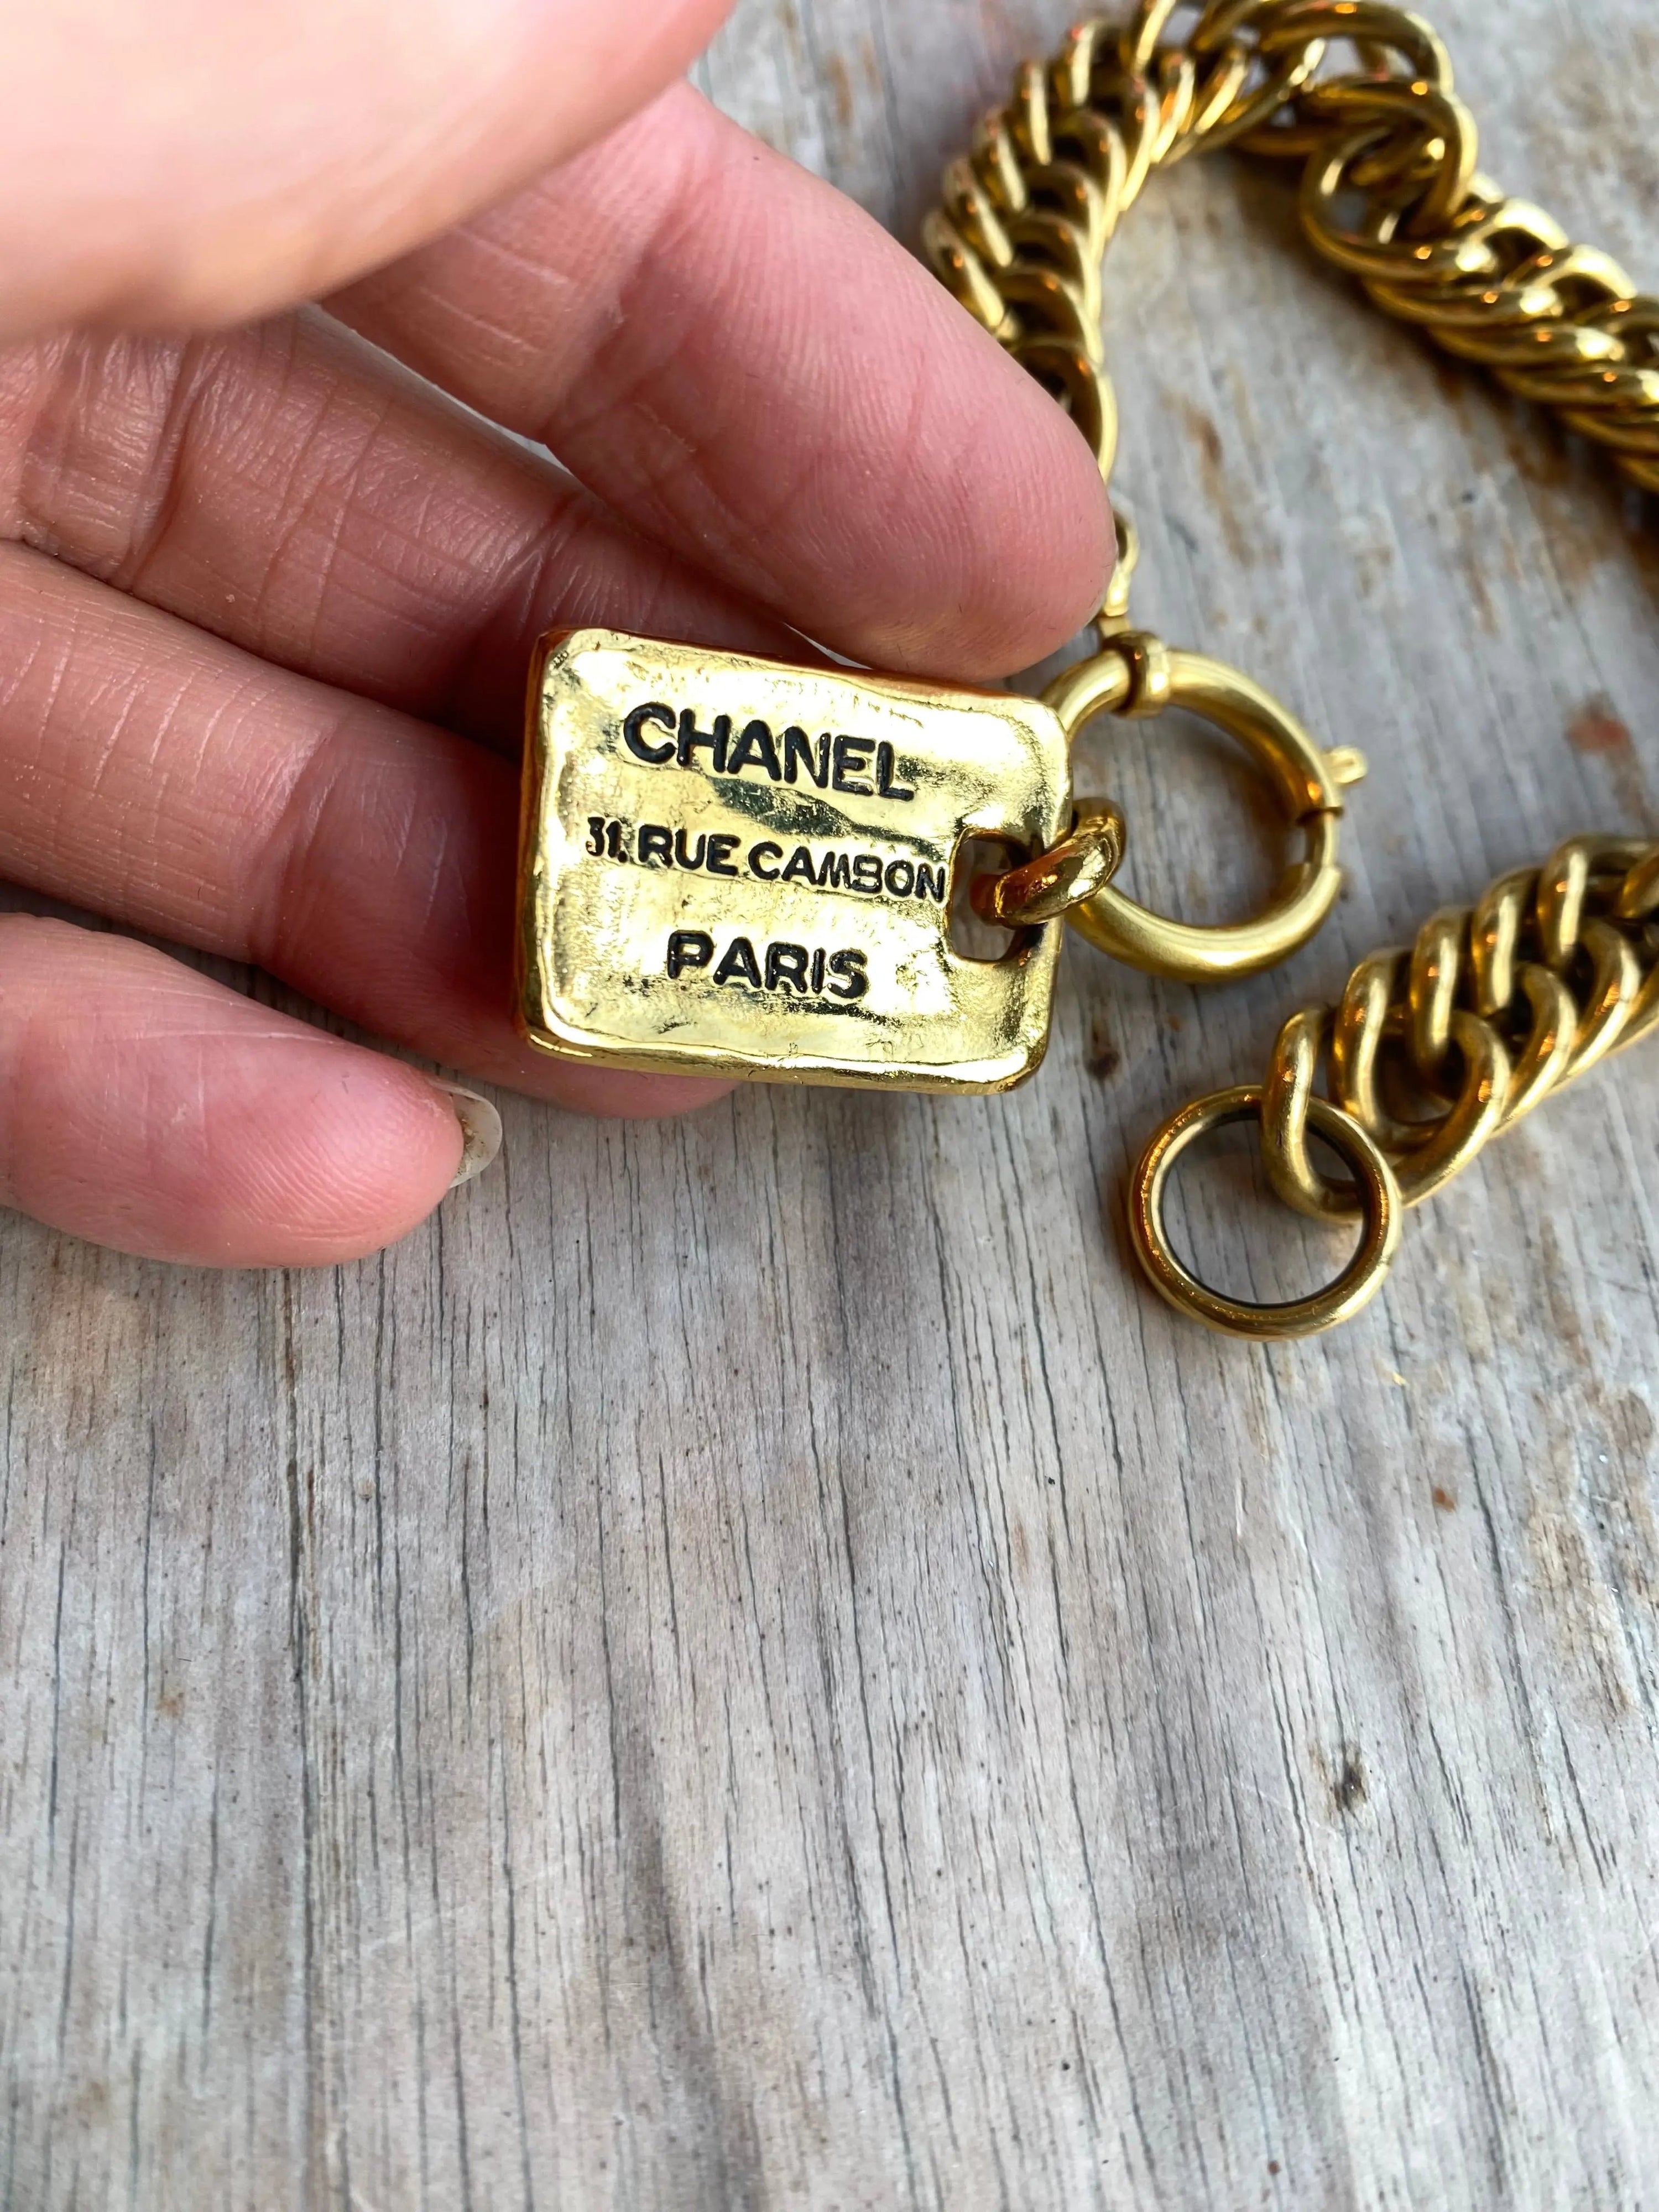 CHANEL
31. RUE CAMBON
PARIS